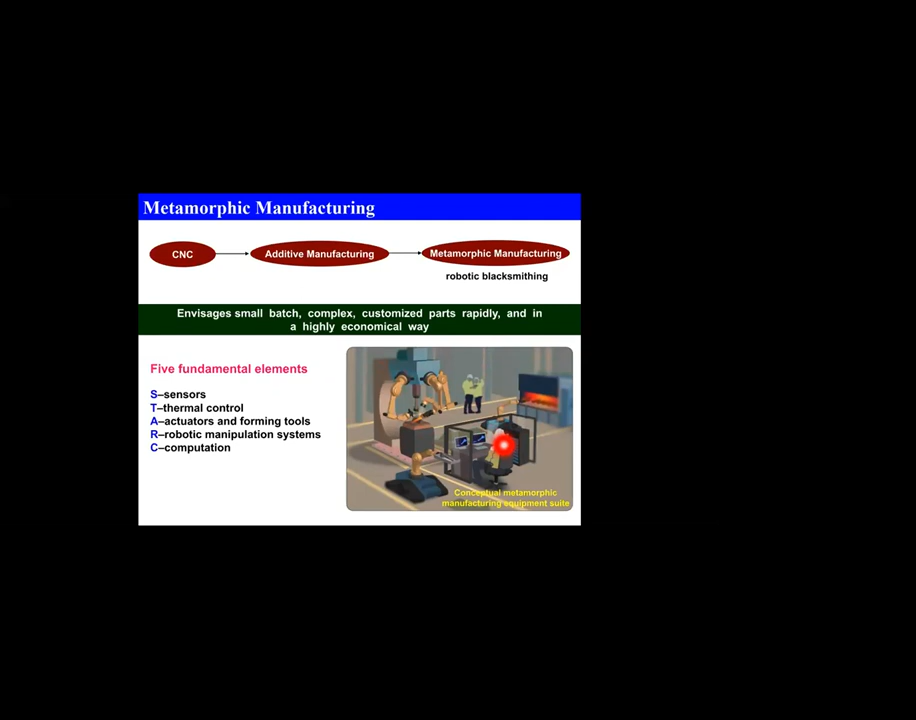 Metamorphic Manufacturing
CNC
Additive Manufacturing
Metamorphic Manufacturing
robotic blacksmithing
Envisages small batch, complex, customized parts rapidly, and in
a highly economical way
Five fundamental elements
S–sensors
T–thermal control
A–actuators and forming tools
R–robotic manipulation systems
C–computation
Conceptual metamorphic
manufacturing equipment suite